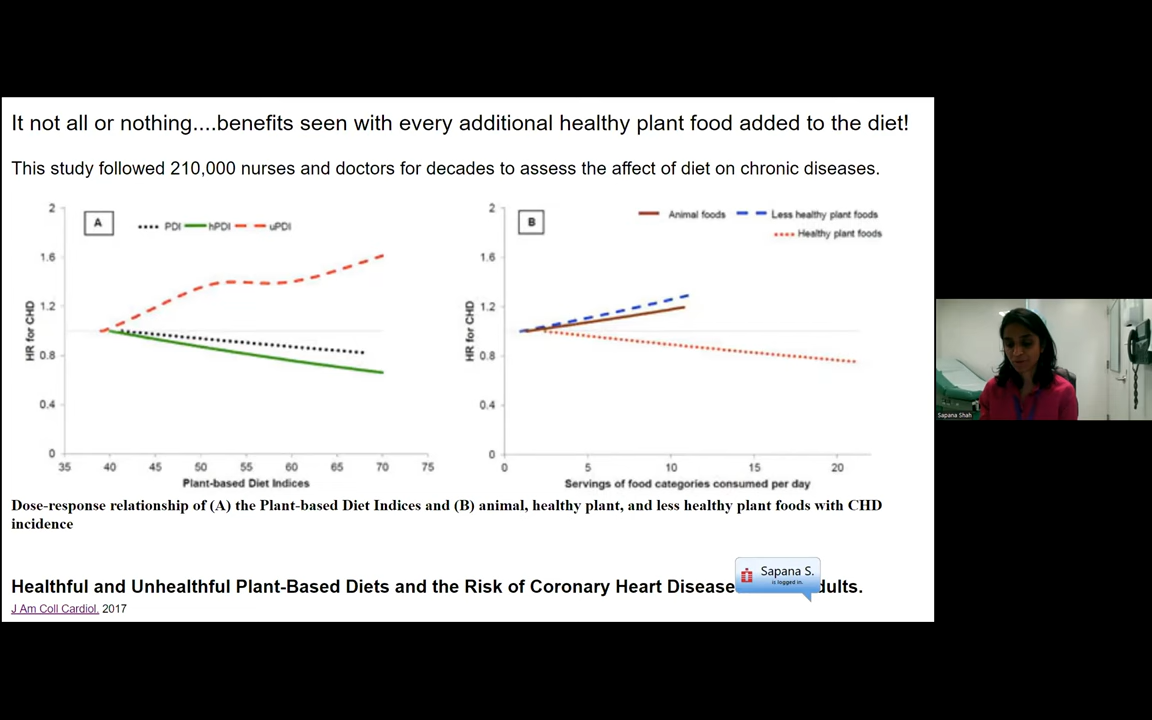 It not all or nothing....benefits seen with every additional healthy plant food added to the diet!
This study followed 210,000 nurses and doctors for decades to assess the affect of diet on chronic diseases.
A
PDI hPDI uPDI
2
1.6
1.2
0.8
0.4
0
HR for CHD
35 40 45 50 55 60 65 70 75
Plant-based Diet Indices
B
Animal foods Less healthy plant foods
Healthy plant foods
2
1.6
1.2
0.8
0.4
0
HR for CHD
0 5 10 15 20
Servings of food categories consumed per day
Dose-response relationship of (A) the Plant-based Diet Indices and (B) animal, healthy plant, and less healthy plant foods with CHD
incidence
Healthful and Unhealthful Plant-Based Diets and the Risk of Coronary Heart Disease dults.
J Am Coll Cardiol. 2017
Sapana S.
is logged in.
Sapana Shah